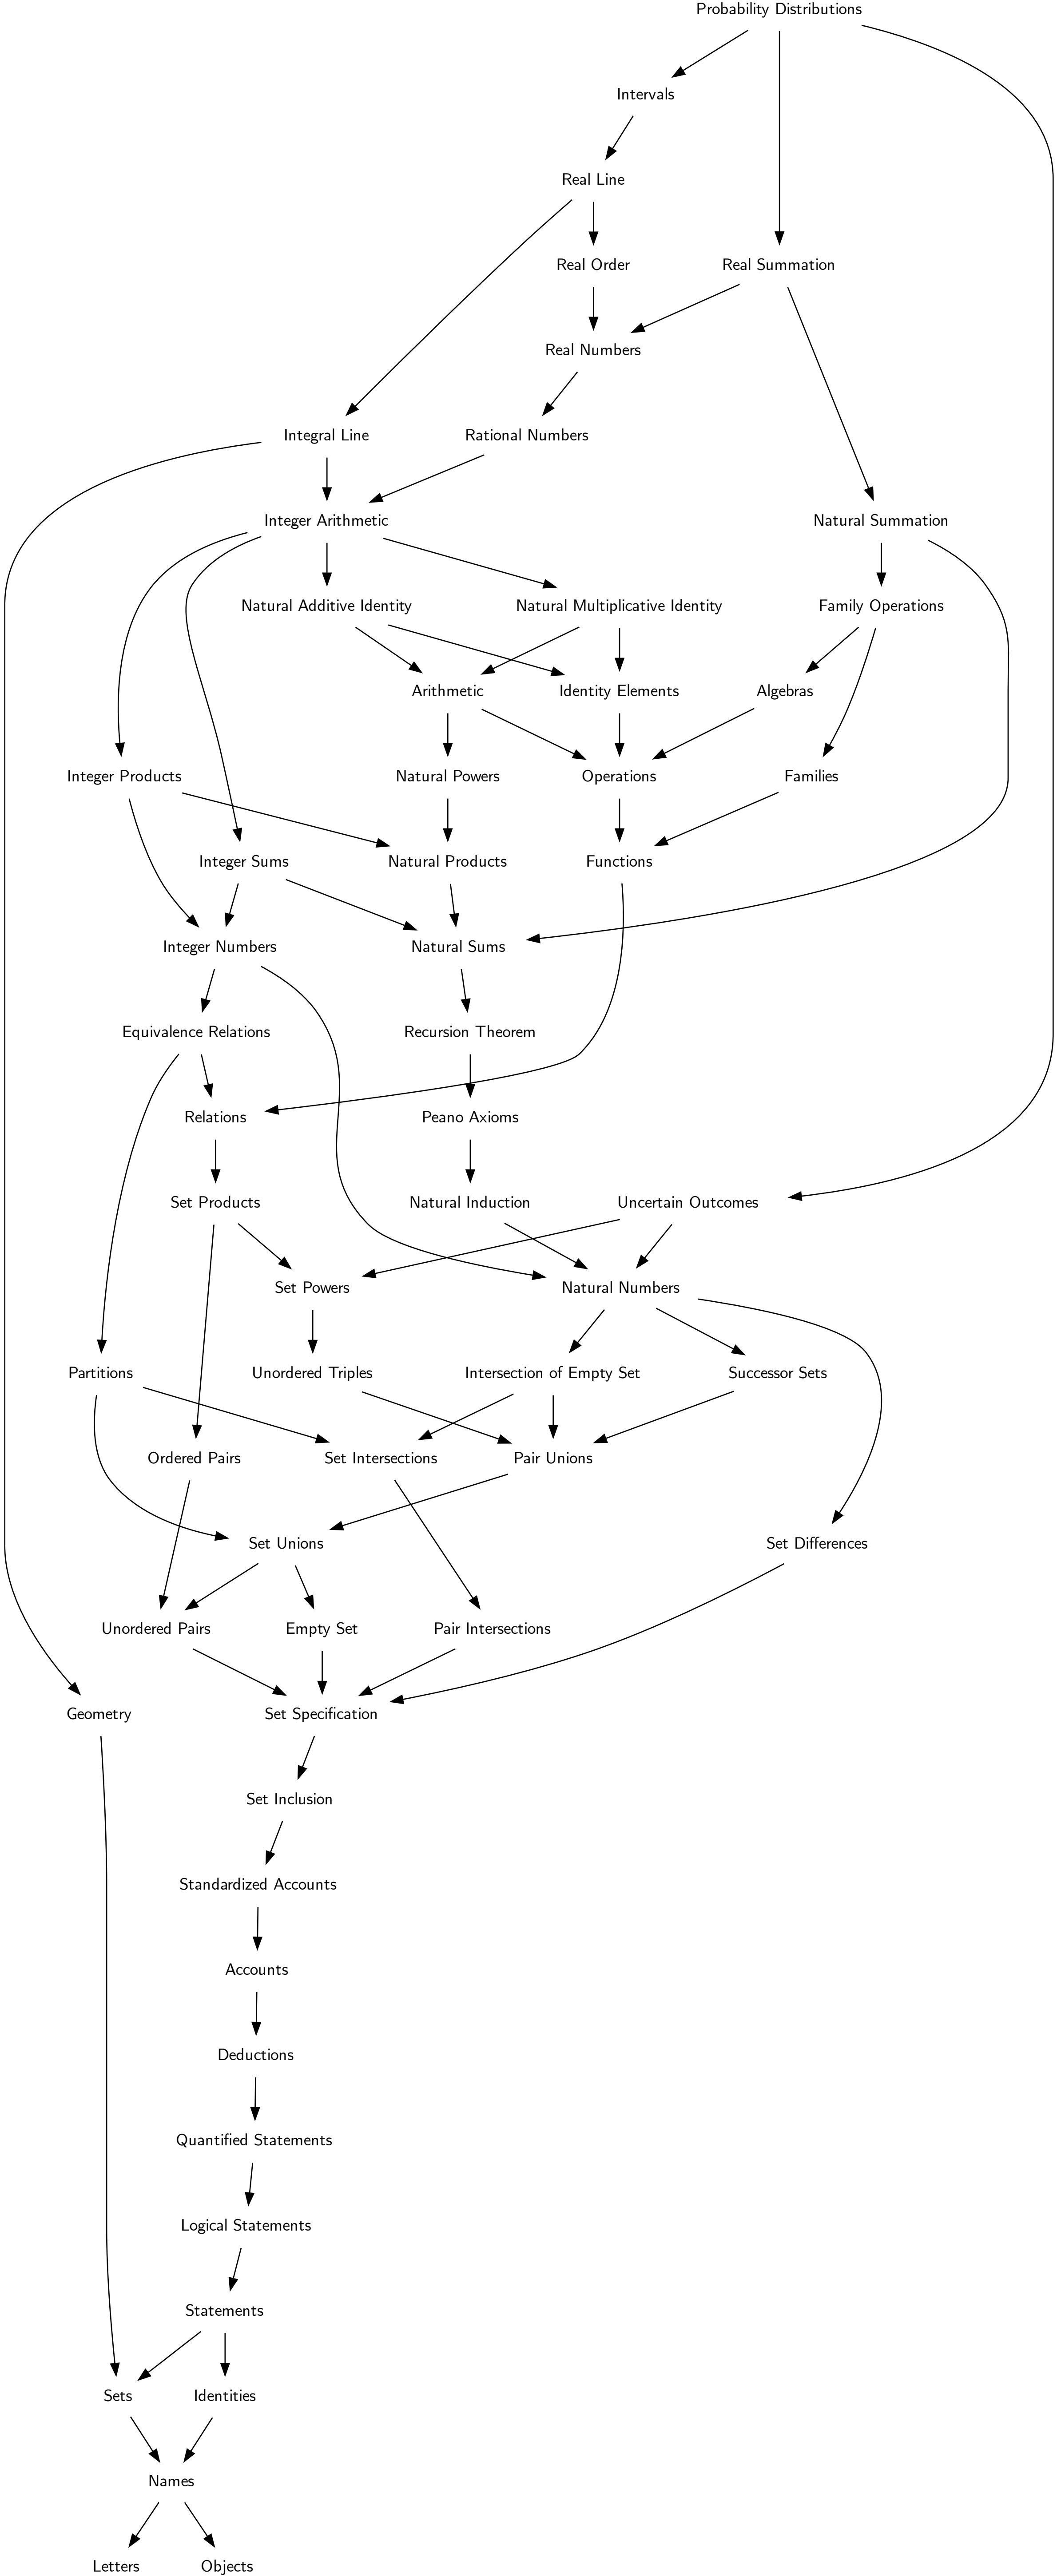 Probability Distributions
Intervals
Real Line
Real Order
Real Summation
Real Numbers
Integral Line
Rational Numbers
Integer Arithmetic
Natural Summation
Natural Additive Identity
Natural Multiplicative Identity
Family Operations
Arithmetic
Identity Elements
Algebras
Integer Products
Natural Powers
Operations
Families
Integer Sums
Natural Products
Functions
Integer Numbers
Natural Sums
Equivalence Relations
Recursion Theorem
Relations
Peano Axioms
Set Products
Natural Induction
Uncertain Outcomes
Set Powers
Natural Numbers
Partitions
Unordered Triples
Intersection of Empty Set
Successor Sets
Ordered Pairs
Set Intersections
Pair Unions
Set Unions
Set Differences
Unordered Pairs
Empty Set
Pair Intersections
Geometry
Set Specification
Set Inclusion
Standardized Accounts
Accounts
Deductions
Quantified Statements
Logical Statements
Statements
Sets
Identities
Names
Letters
Objects